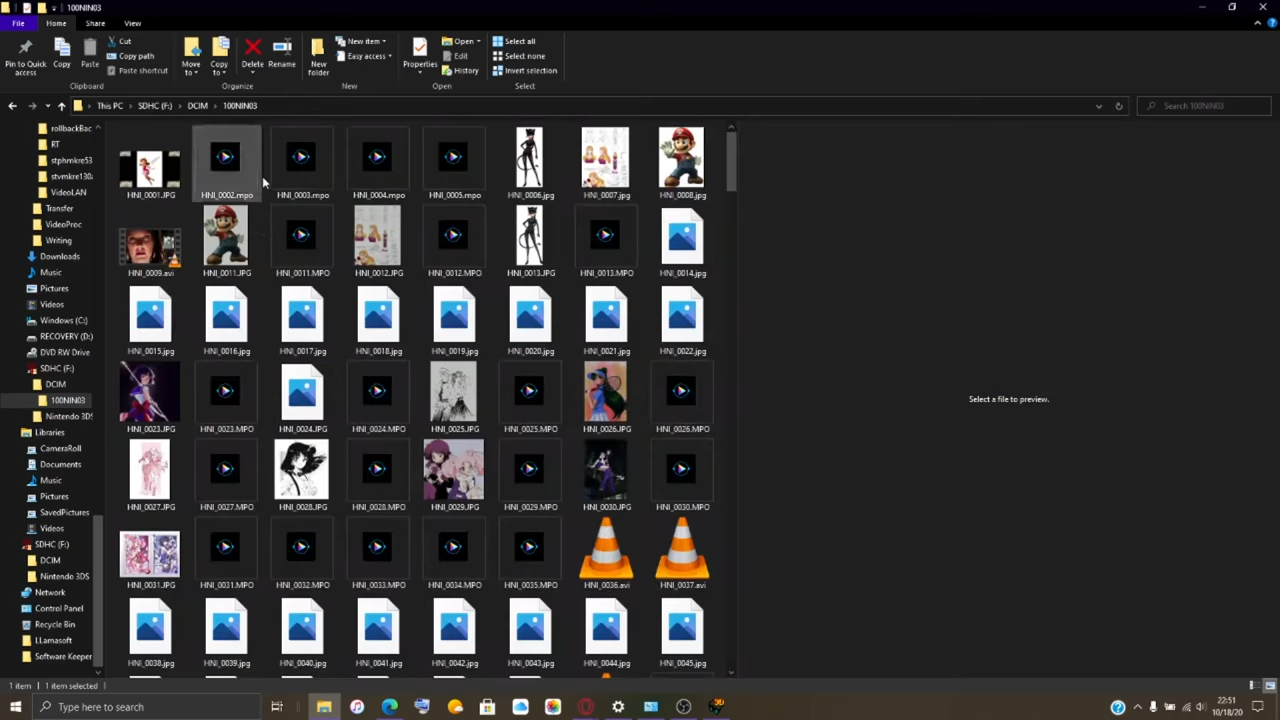 100NIN03
File Home Share View
Pin to Quick access
Copy
Paste
Cut
Copy path
Paste shortcut
Clipboard
Move to
Copy to
Delete
Rename
Organize
New folder
New item
Easy access
New
Properties
Open
Edit
History
Open
Select all
Select none
Invert selection
Select
This PC > SDHC (F:) > DCIM > 100NIN03
Search 100NIN03
rollbackBac
RT
stphmkre53
stvmkre130
VideoLAN
Transfer
VideoProc
Writing
Downloads
Music
Pictures
Videos
Windows (C:)
RECOVERY (D:)
DVD RW Drive
SDHC (F:)
DCIM
100NIN03
Nintendo 3DS
Libraries
CameraRoll
Documents
Music
Pictures
SavedPictures
Videos
SDHC (F:)
DCIM
Nintendo 3DS
Network
Control Panel
Recycle Bin
LLamasoft
Software Keeper
HNI_0001.JPG HNI_0002.mpo HNI_0003.mpo HNI_0004.mpo HNI_0005.mpo HNI_0006.jpg HNI_0007.jpg HNI_0008.jpg
HNI_0009.avi HNI_0011.JPG HNI_0011.MPO HNI_0012.JPG HNI_0012.MPO HNI_0013.JPG HNI_0013.MPO HNI_0014.jpg
HNI_0015.jpg HNI_0016.jpg HNI_0017.jpg HNI_0018.jpg HNI_0019.jpg HNI_0020.jpg HNI_0021.jpg HNI_0022.jpg
HNI_0023.JPG HNI_0023.MPO HNI_0024.JPG HNI_0024.MPO HNI_0025.JPG HNI_0025.MPO HNI_0026.JPG HNI_0026.MPO
HNI_0027.JPG HNI_0027.MPO HNI_0028.JPG HNI_0028.MPO HNI_0029.JPG HNI_0029.MPO HNI_0030.JPG HNI_0030.MPO
HNI_0031.JPG HNI_0031.MPO HNI_0032.MPO HNI_0033.MPO HNI_0034.MPO HNI_0035.MPO HNI_0036.avi HNI_0037.avi
HNI_0038.jpg HNI_0039.jpg HNI_0040.jpg HNI_0041.jpg HNI_0042.jpg HNI_0043.jpg HNI_0044.jpg HNI_0045.jpg
Select a file to preview.
1 item 1 item selected
Type here to search
22:51
10/18/20